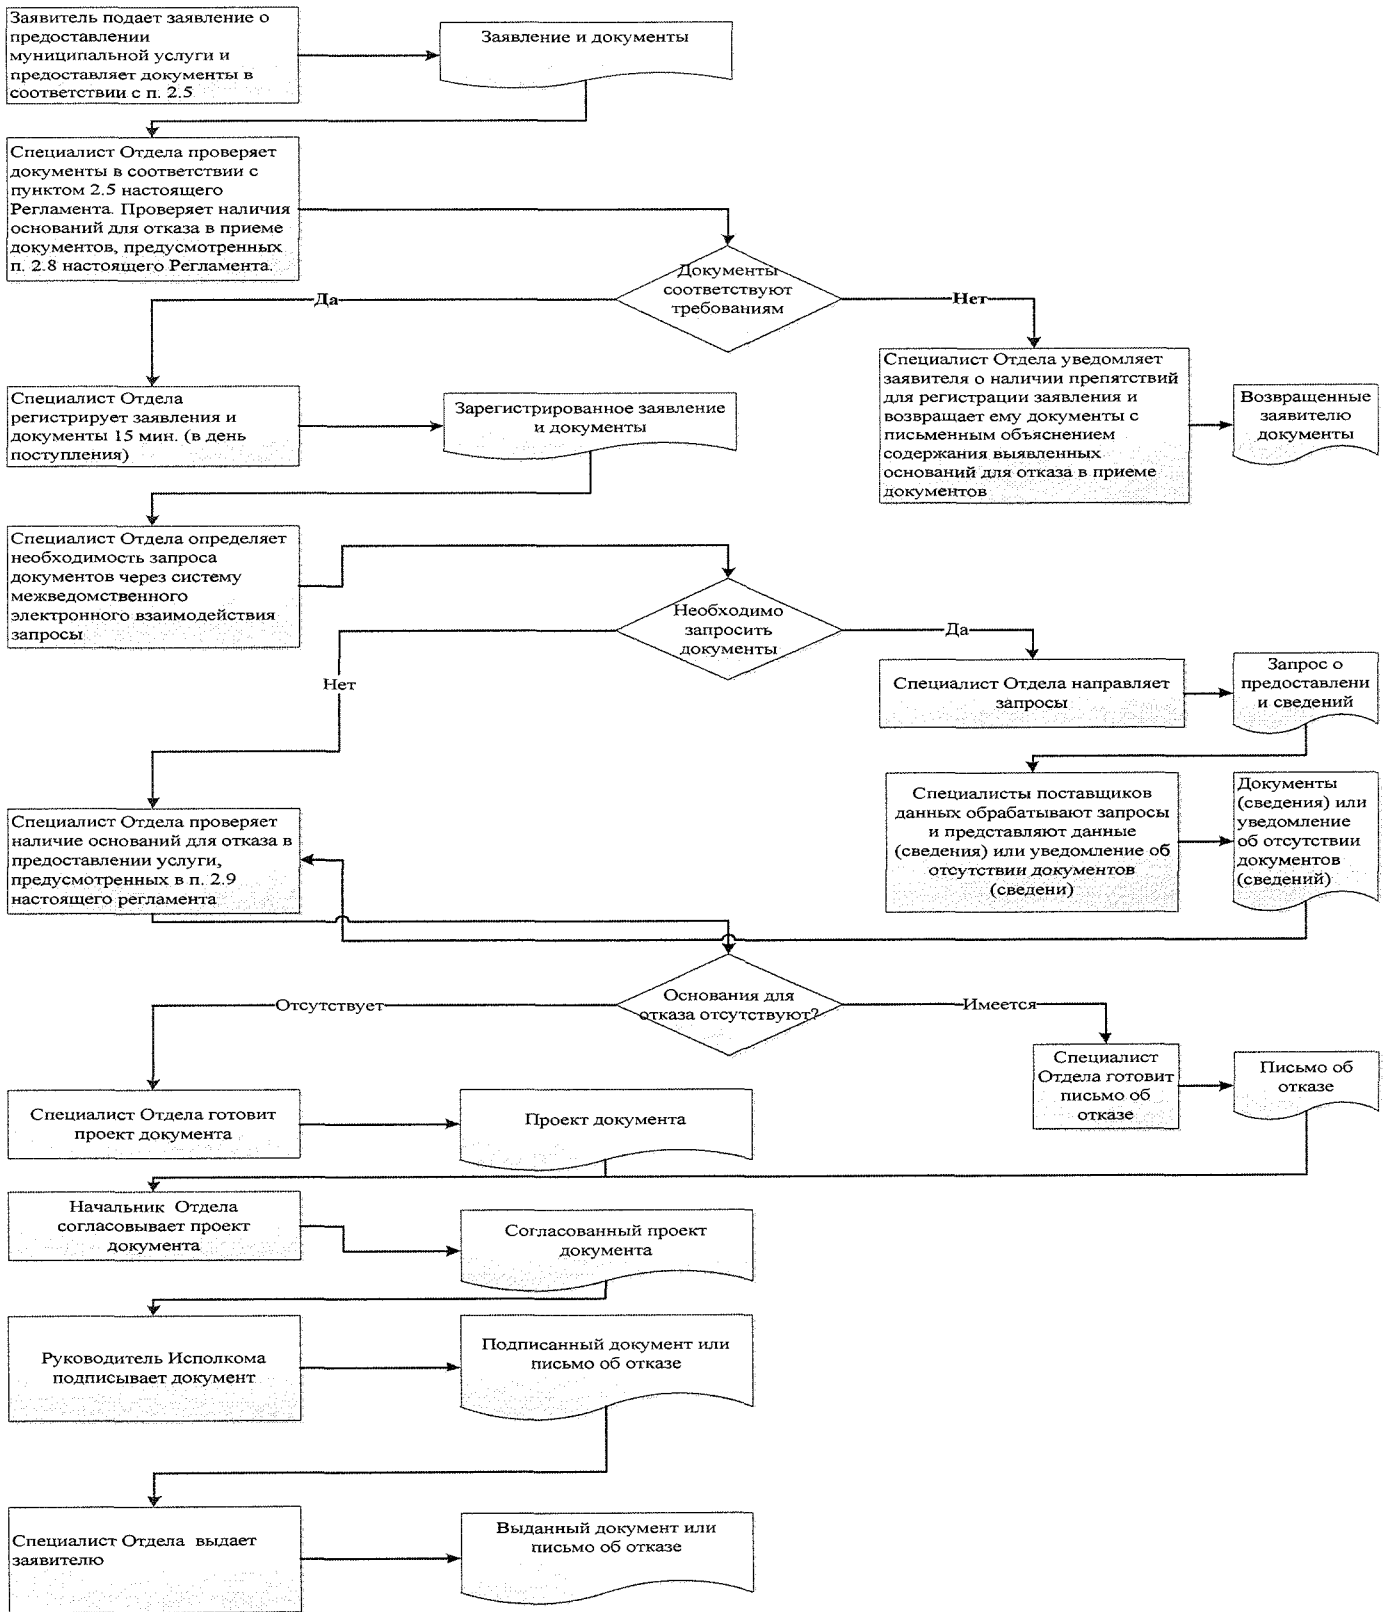 Заявитель подает заявление о
предоставлении
муниципальной услуги и
предоставляет документы в
соответствии с п. 2.5
Заявление и документы
Специалист Отдела проверяет
документы в соответствии с
пунктом 2.5 настоящего
Регламента. Проверяет наличия
оснований для отказа в приеме
документов, предусмотренных
п. 2.8 настоящего Регламента.
Документы
соответствуют
требованиям
Да
Нет
Специалист Отдела
регистрирует заявления и
документы 15 мин. (в день
поступления)
Зарегистрированное заявление
и документы
Специалист Отдела уведомляет
заявителя о наличии препятствий
для регистрации заявления и
возвращает ему документы с
письменным объяснением
содержания выявленных
оснований для отказа в приеме
документов
Возвращенные
заявителю
документы
Специалист Отдела определяет
необходимость запроса
документов через систему
межведомственного
электронного взаимодействия
запросы
Необходимо
запросить
документы
Да
Нет
Специалист Отдела направляет
запросы
Запрос о
предоставлени
и сведений
Специалисты поставщиков
данных обрабатывают запросы
и представляют данные
(сведения) или уведомление об
отсутствии документов
(сведени)
Документы
(сведения) или
уведомление
об отсутствии
документов
(сведений)
Специалист Отдела проверяет
наличие оснований для отказа в
предоставлении услуги,
предусмотренных в п. 2.9
настоящего регламента
Основания для
отказа отсутствуют?
Отсутствует
Имеется
Специалист
Отдела готовит
письмо об
отказе
Письмо об
отказе
Специалист Отдела готовит
проект документа
Проект документа
Начальник Отдела
согласовывает проект
документа
Согласованный проект
документа
Руководитель Исполкома
подписывает документ
Подписанный документ или
письмо об отказе
Специалист Отдела выдает
заявителю
Выданный документ или
письмо об отказе